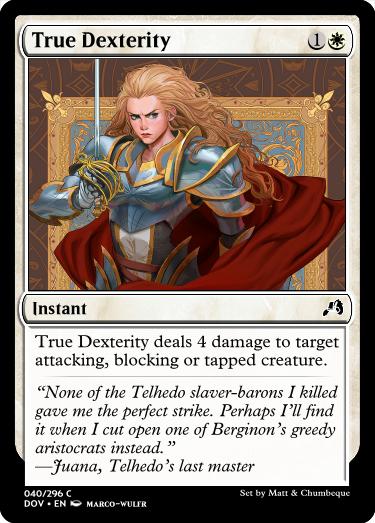 True Dexterity 1
Instant
True Dexterity deals 4 damage to target
attacking, blocking or tapped creature.
“None of the Telhedo slaver-barons I killed
gave me the perfect strike. Perhaps I’ll find
it when I cut open one of Berginon’s greedy
aristocrats instead.”
—Juana, Telhedo’s last master
040/296 C
DOV • EN MARCO-WULFR
Set by Matt & Chumbeque